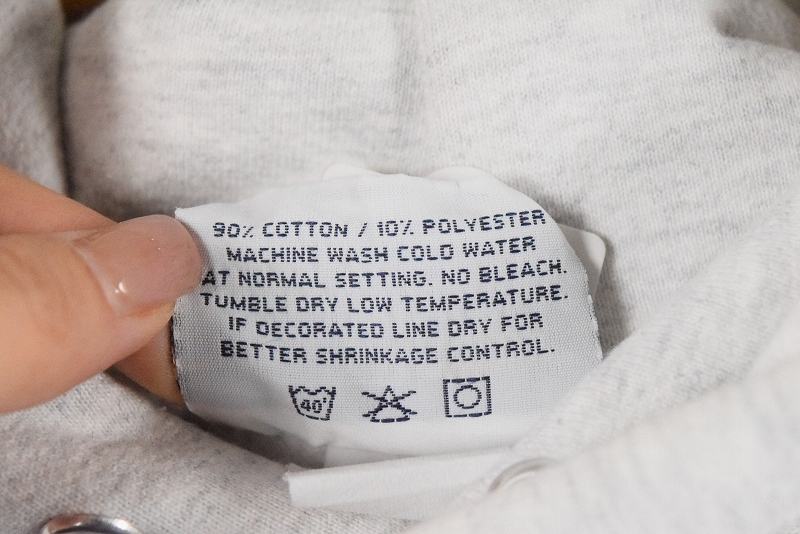 90% COTTON / 10% POLYESTER
MACHINE WASH COLD WATER
AT NORMAL SETTING. NO BLEACH.
TUMBLE DRY LOW TEMPERATURE.
IF DECORATED LINE DRY FOR
BETTER SHRINKAGE CONTROL.
40°